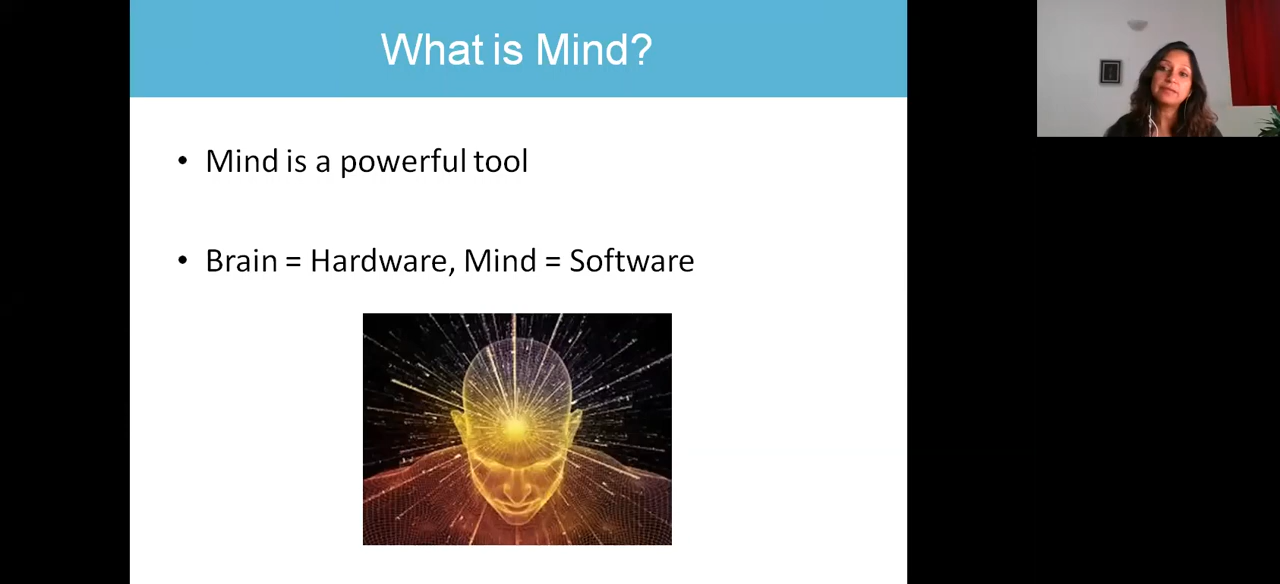 What is Mind?
• Mind is a powerful tool
• Brain = Hardware, Mind = Software